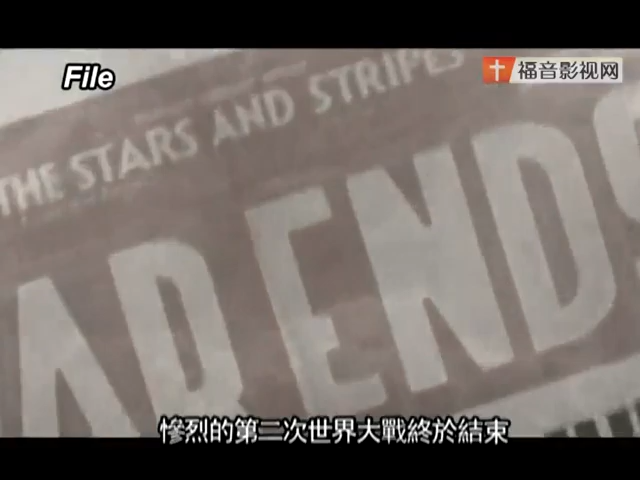 File
福音影视网
THE STARS AND STRIPES
AR ENDS
慘烈的第二次世界大戰終於結束